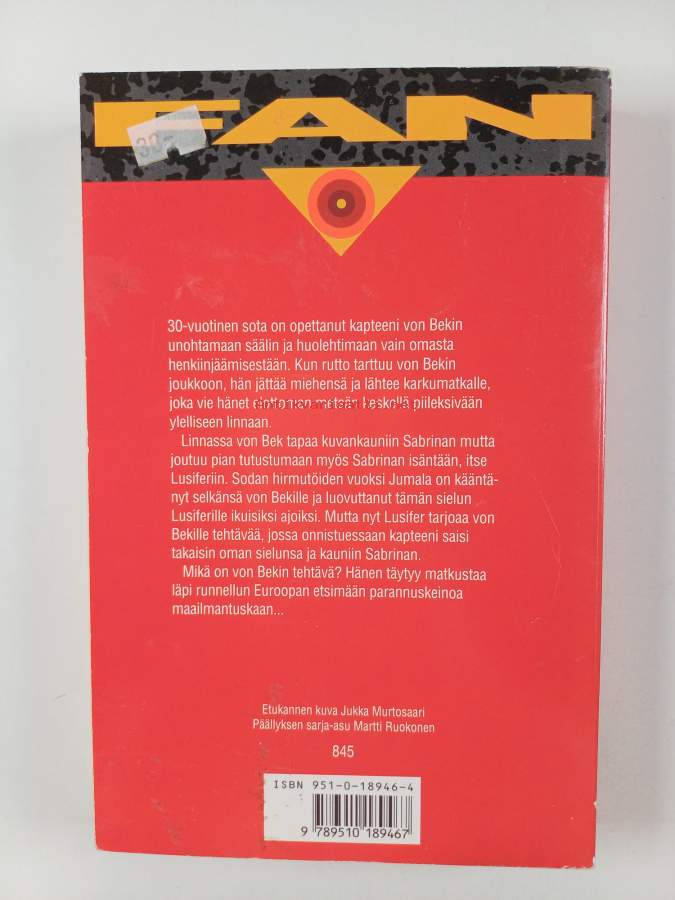 FAN
30-
30-vuotinen sota on opettanut kapteeni von Bekin
unohtamaan säälin ja huolehtimaan vain omasta
henkiinjäämisestään. Kun rutto tarttuu von Bekin
joukkoon, hän jättää miehensä ja lähtee karkumatkalle,
joka vie hänet elottoman metsän keskellä piileksivään
ylelliseen linnaan.
Linnassa von Bek tapaa kuvankauniin Sabrinan mutta
joutuu pian tutustumaan myös Sabrinan isäntään, itse
Lusiferiin. Sodan hirmutöiden vuoksi Jumala on kääntä-
nyt selkänsä von Bekille ja luovuttanut tämän sielun
Lusiferille ikuisiksi ajoiksi. Mutta nyt Lusifer tarjoaa von
Bekille tehtävää, jossa onnistuessaan kapteeni saisi
takaisin oman sielunsa ja kauniin Sabrinan.
Mikä on von Bekin tehtävä? Hänen täytyy matkustaa
läpi runnellun Euroopan etsimään parannuskeinoa
maailmantuskaan...
Etukannen kuva Jukka Murtosaari
Päällyksen sarja-asu Martti Ruokonen
845
ISBN 951-0-18946-4
9 789510 189467